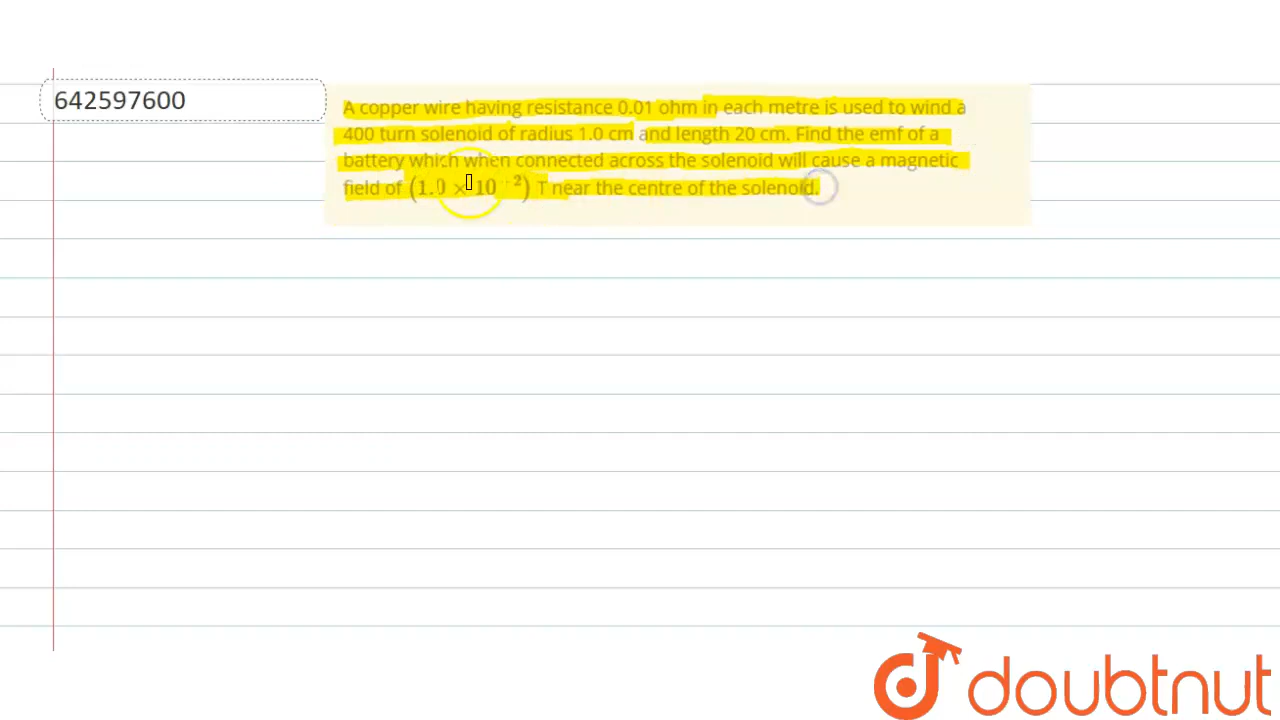 642597600
A copper wire having resistance 0.01 ohm in each metre is used to wind a
400 turn solenoid of radius 1.0 cm and length 20 cm. Find the emf of a
battery which when connected across the solenoid will cause a magnetic
field of (1.0 × 10⁻²) T near the centre of the solenoid.
doubtnut